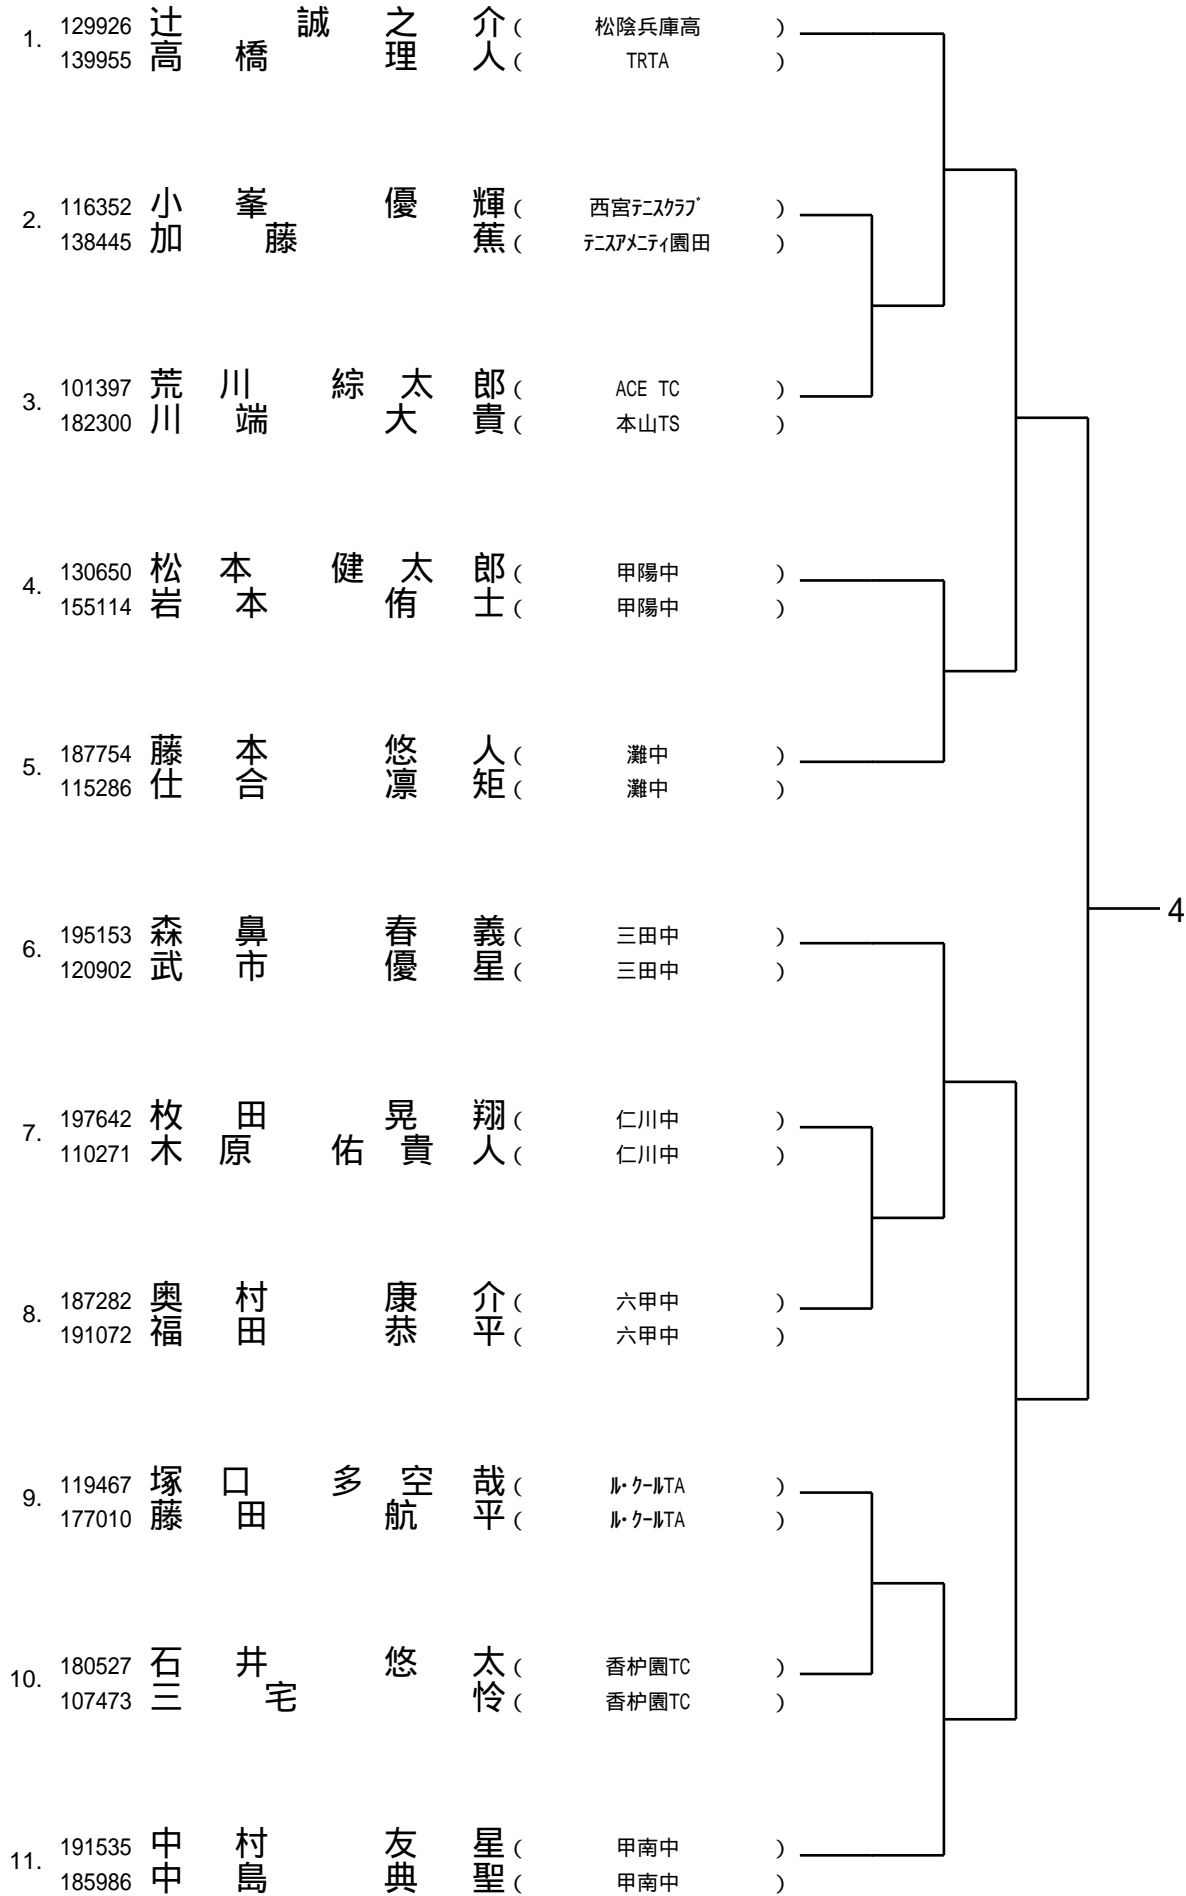 1. 129926 辻 誠 之 介 ( 松陰兵庫高 )
139955 高 橋 理 人 ( TRTA )
2. 116352 小 峯 優 輝 ( 西宮ﾃﾆｽｸﾗﾌﾞ )
138445 加 藤 蕉 ( ﾃﾆｽｱﾒﾆﾃｨ園田 )
3. 101397 荒 川 綜 太 郎 ( ACE TC )
182300 川 端 大 貴 ( 本山TS )
4. 130650 松 本 健 太 郎 ( 甲陽中 )
155114 岩 本 侑 士 ( 甲陽中 )
5. 187754 藤 本 悠 人 ( 灘中 )
115286 仕 合 凛 矩 ( 灘中 )
6. 195153 森 鼻 春 義 ( 三田中 )
120902 武 市 優 星 ( 三田中 )
4
7. 197642 枚 田 晃 翔 ( 仁川中 )
110271 木 原 佑 貴 人 ( 仁川中 )
8. 187282 奥 村 康 介 ( 六甲中 )
191072 福 田 恭 平 ( 六甲中 )
9. 119467 塚 口 多 空 哉 ( ﾙ･ｸｰﾙTA )
177010 藤 田 航 平 ( ﾙ･ｸｰﾙTA )
10. 180527 石 井 悠 太 ( 香枦園TC )
107473 三 宅 怜 ( 香枦園TC )
11. 191535 中 村 友 星 ( 甲南中 )
185986 中 島 典 聖 ( 甲南中 )